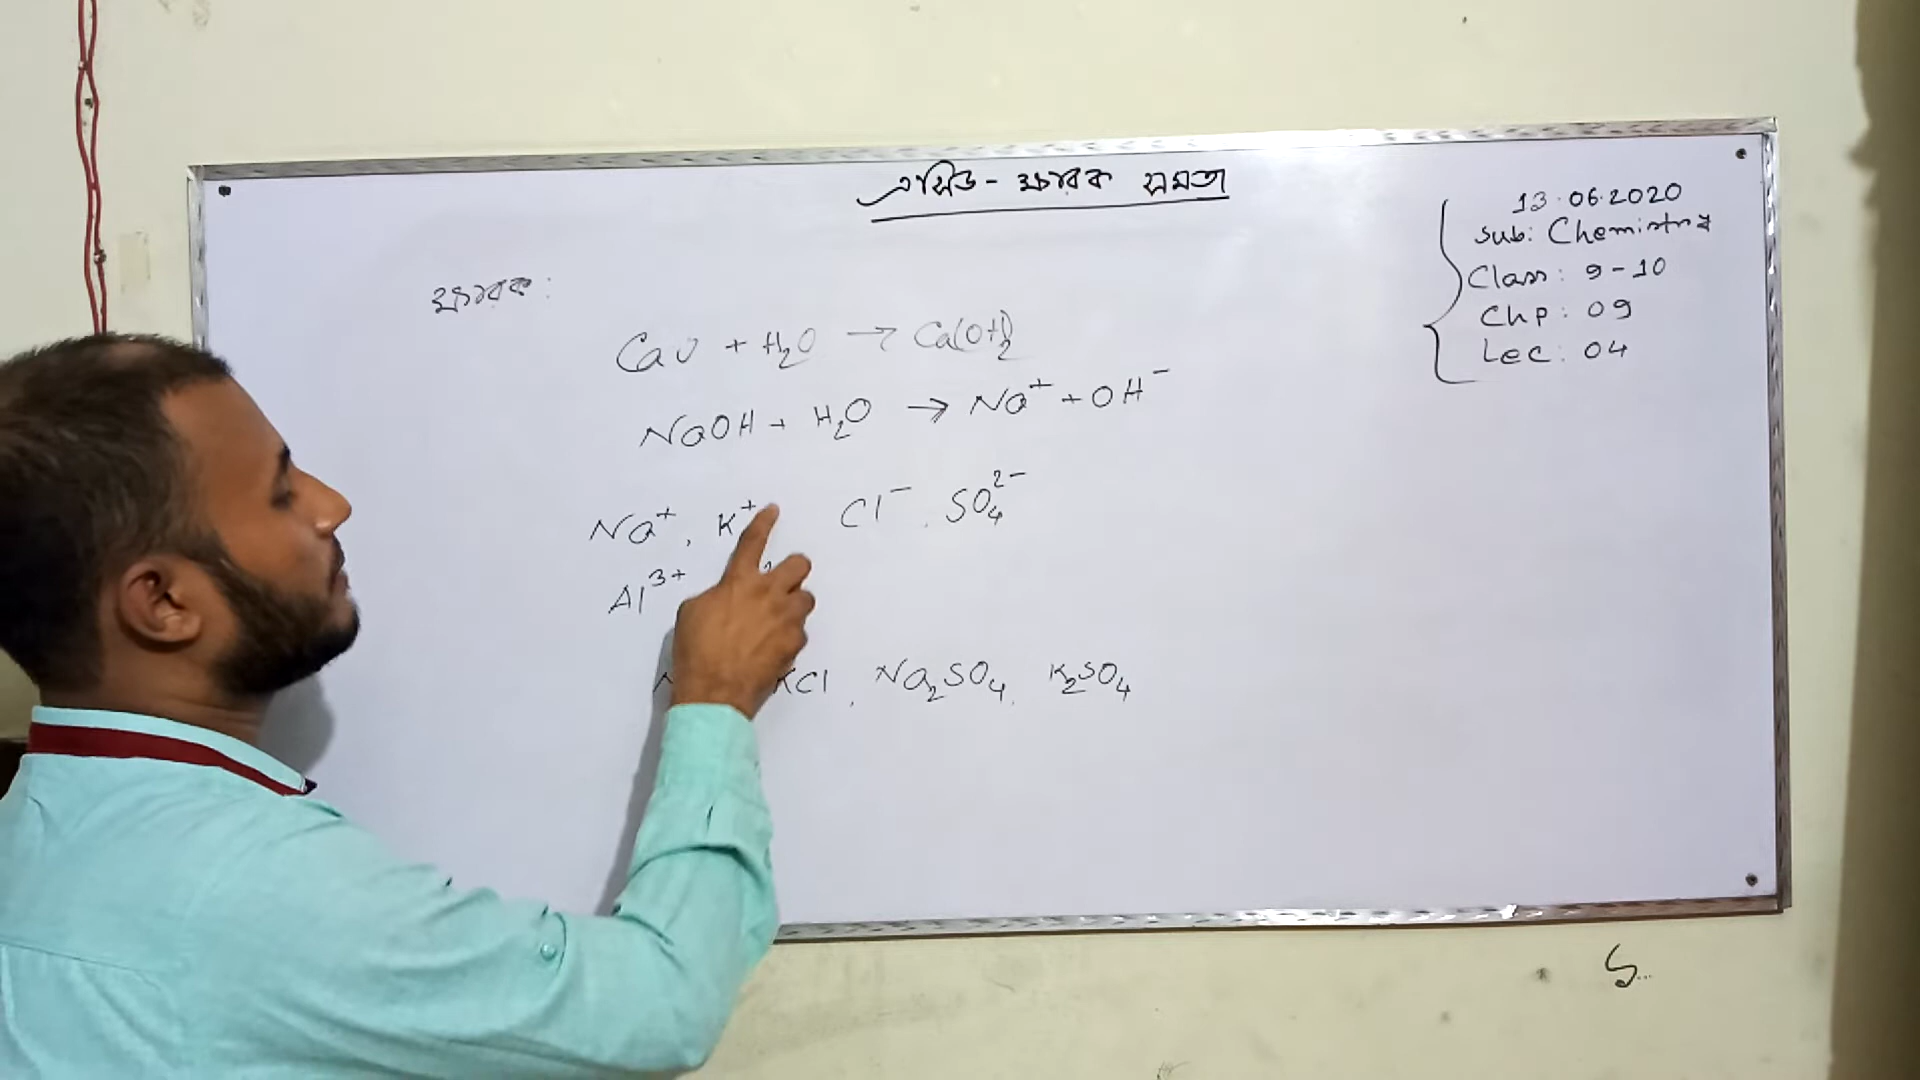 এসিড - ক্ষারক সমতা
13.06.2020
Sub: Chemistry
Class: 9-10
Chp: 09
Lec: 04
ক্ষারক:
CaO + H₂O → Ca(OH)₂
NaOH + H₂O → Na⁺ + OH⁻
Na⁺, K⁺ Cl⁻, SO₄²⁻
Al³⁺
KCl, Na₂SO₄, K₂SO₄